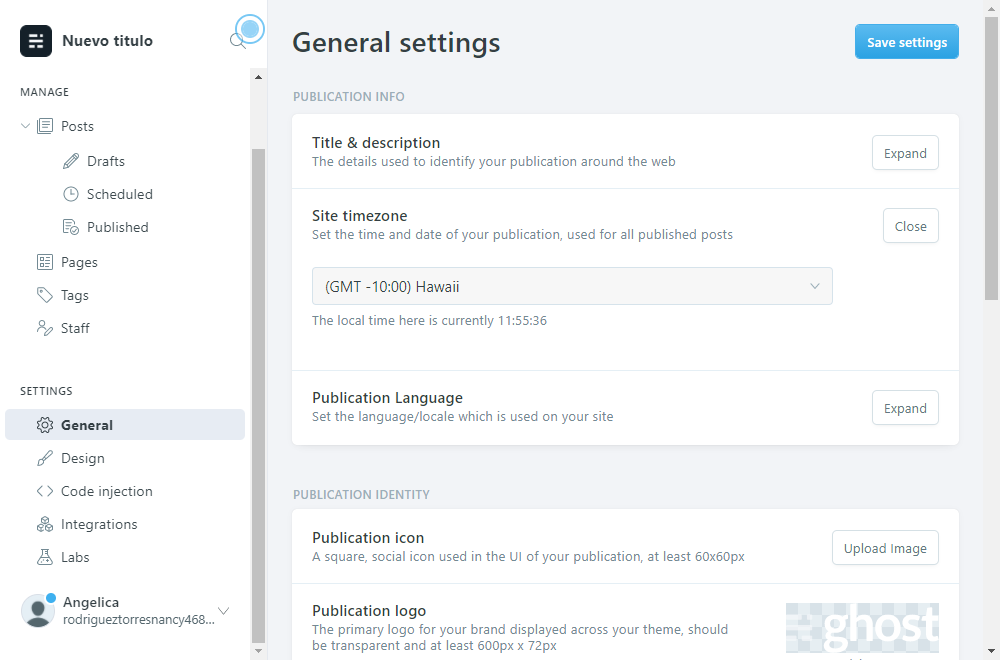 Nuevo titulo
MANAGE
Posts
Drafts
Scheduled
Published
Pages
Tags
Staff
SETTINGS
General
Design
Code injection
Integrations
Labs
Angelica
rodrigueztorresnancy468...
General settings
Save settings
PUBLICATION INFO
Title & description
The details used to identify your publication around the web
Expand
Site timezone
Set the time and date of your publication, used for all published posts
Close
(GMT -10:00) Hawaii
The local time here is currently 11:55:36
Publication Language
Set the language/locale which is used on your site
Expand
PUBLICATION IDENTITY
Publication icon
A square, social icon used in the UI of your publication, at least 60x60px
Upload Image
Publication logo
The primary logo for your brand displayed across your theme, should
be transparent and at least 600px x 72px
ghost